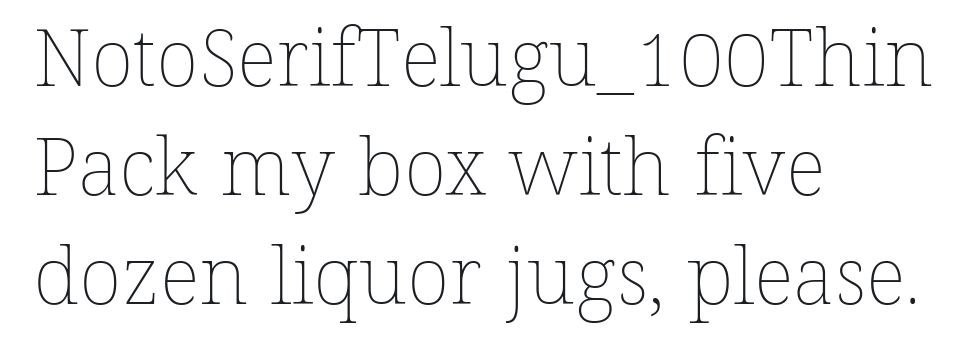 NotoSerifTelugu_100Thin
Pack my box with five
dozen liquor jugs, please.